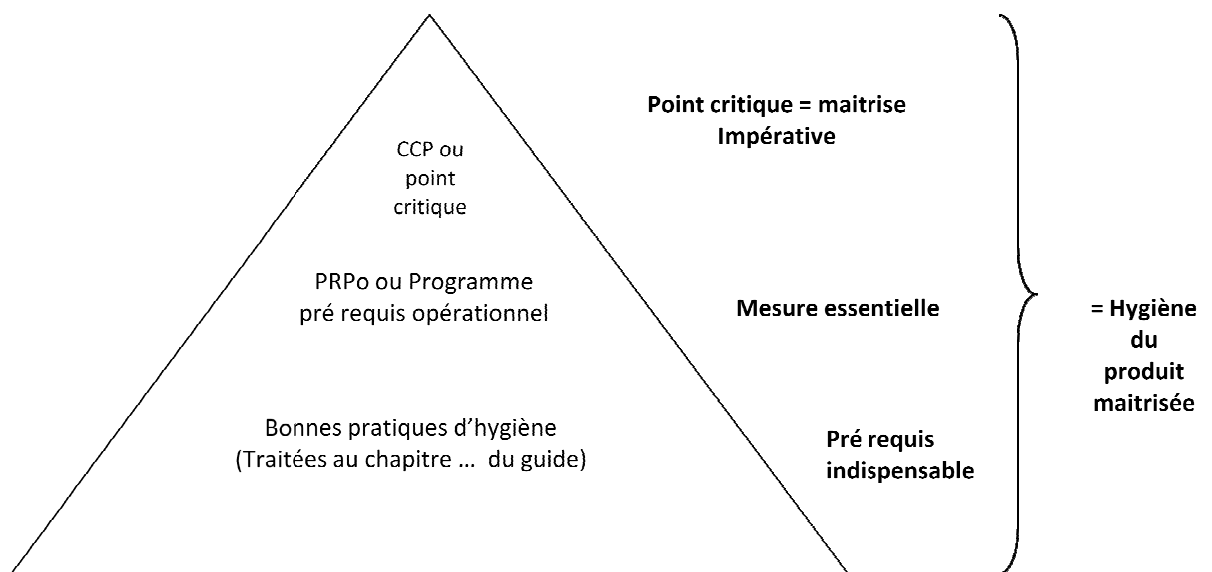 CCP ou
point
critique
Point critique = maitrise
Impérative
PRPo ou Programme
pré requis opérationnel
Mesure essentielle
Bonnes pratiques d'hygiène
(Traitées au chapitre ... du guide)
Pré requis
indispensable
= Hygiène
du
produit
maitrisée